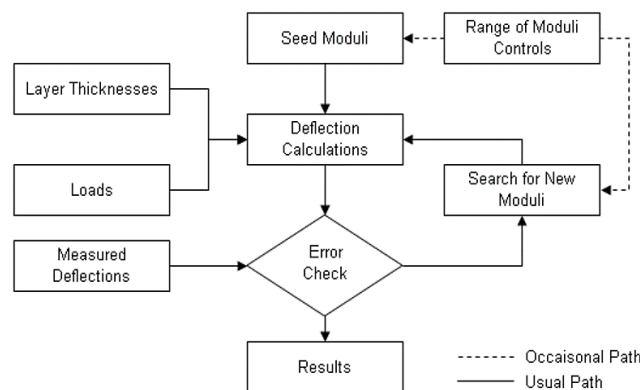 Seed Moduli
Range of Moduli
Controls
Layer Thicknesses
Deflection
Calculations
Loads
Search for New
Moduli
Measured
Deflections
Error
Check
Results
Occaisonal Path
Usual Path